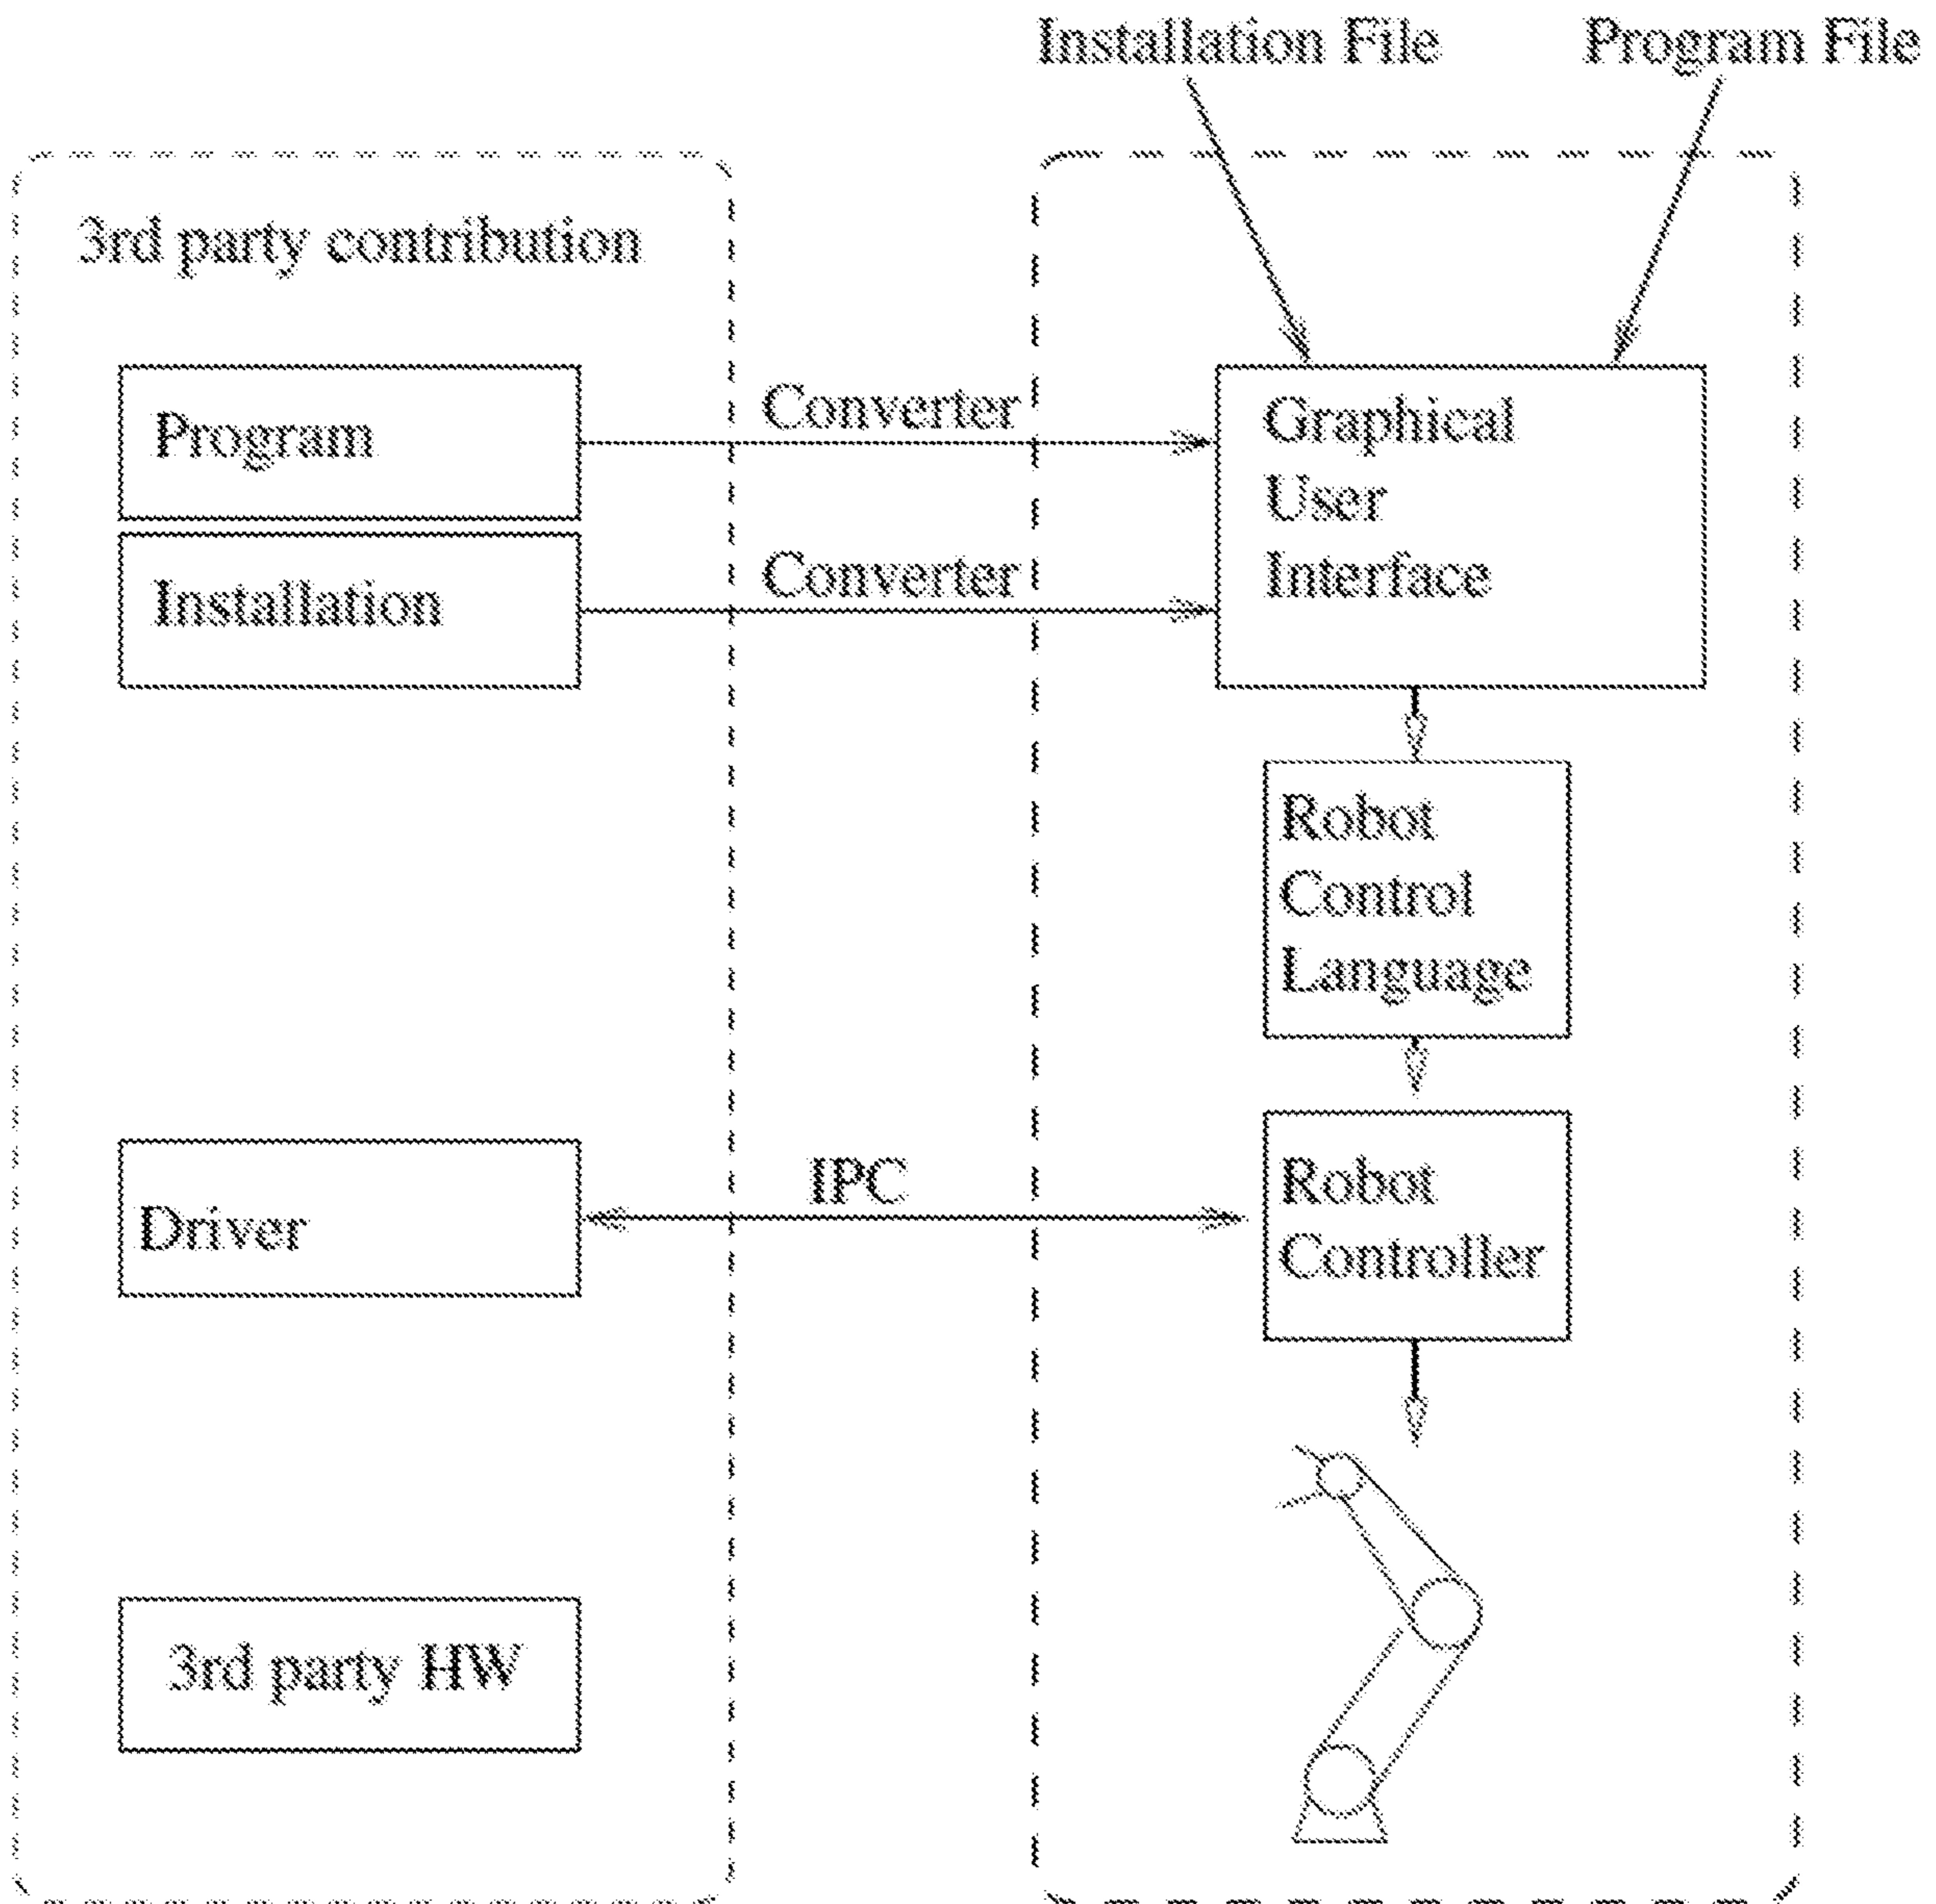 Installation File
Program File
3rd party contribution
Program
Converter
Graphical
User
Interface
Installation
Converter
Robot
Control
Language
Driver
IPC
Robot
Controller
3rd party HW